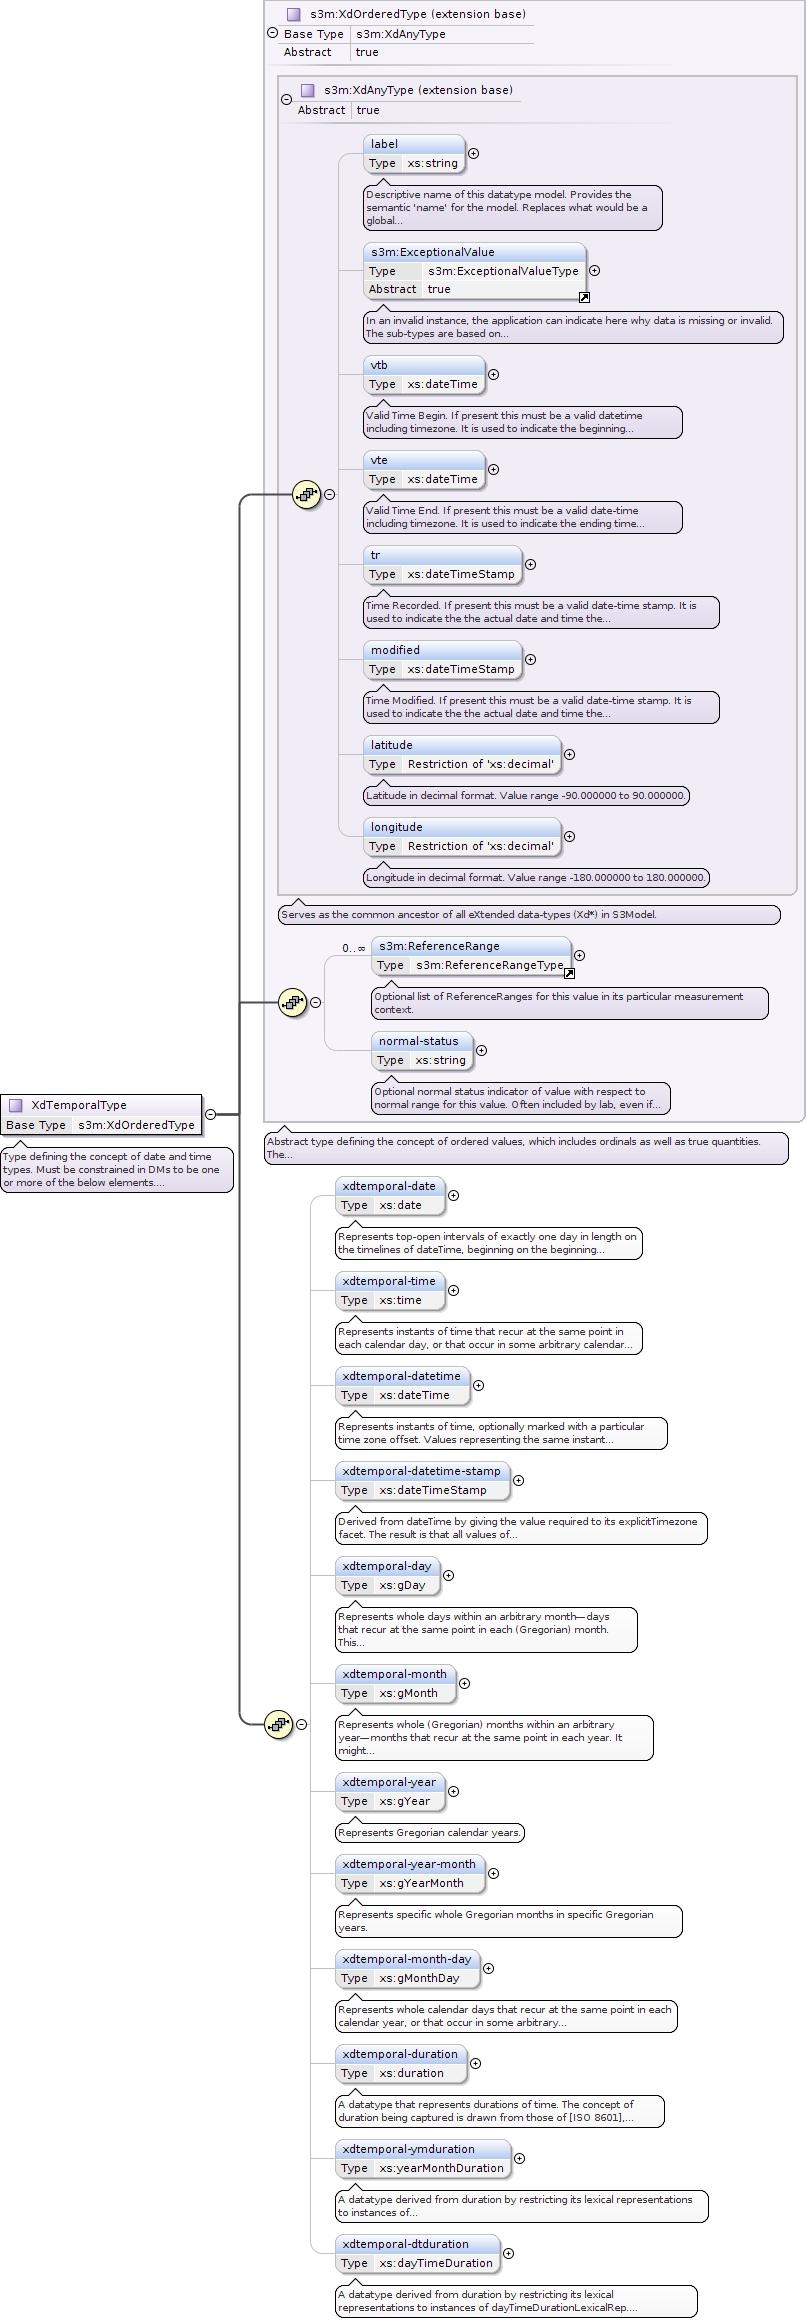 s3m:XdOrderedType (extension base)
Base Type s3m:XdAnyType
Abstract true
s3m:XdAnyType (extension base)
Abstract true
label
Type xs:string
Descriptive name of this datatype model. Provides the
semantic 'name' for the model. Replaces what would be a
global...
s3m:ExceptionalValue
Type s3m:ExceptionalValueType
Abstract true
In an invalid instance, the application can indicate here why data is missing or invalid.
The sub-types are based on...
vtb
Type xs:dateTime
Valid Time Begin. If present this must be a valid datetime
including timezone. It is used to indicate the beginning...
vte
Type xs:dateTime
Valid Time End. If present this must be a valid date-time
including timezone. It is used to indicate the ending time...
tr
Type xs:dateTimeStamp
Time Recorded. If present this must be a valid date-time stamp. It is
used to indicate the the actual date and time the...
modified
Type xs:dateTimeStamp
Time Modified. If present this must be a valid date-time stamp. It is
used to indicate the the actual date and time the...
latitude
Type Restriction of 'xs:decimal'
Latitude in decimal format. Value range -90.000000 to 90.000000.
longitude
Type Restriction of 'xs:decimal'
Longitude in decimal format. Value range -180.000000 to 180.000000.
Serves as the common ancestor of all eXtended data-types (Xd*) in S3Model.
0..∞
s3m:ReferenceRange
Type s3m:ReferenceRangeType
Optional list of ReferenceRanges for this value in its particular measurement
context.
normal-status
Type xs:string
Optional normal status indicator of value with respect to
normal range for this value. Often included by lab, even if...
XdTemporalType
Base Type s3m:XdOrderedType
Type defining the concept of date and time
types. Must be constrained in DMs to be one
or more of the below elements....
Abstract type defining the concept of ordered values, which includes ordinals as well as true quantities.
The...
xdtemporal-date
Type xs:date
Represents top-open intervals of exactly one day in length on
the timelines of dateTime, beginning on the beginning...
xdtemporal-time
Type xs:time
Represents instants of time that recur at the same point in
each calendar day, or that occur in some arbitrary calendar...
xdtemporal-datetime
Type xs:dateTime
Represents instants of time, optionally marked with a particular
time zone offset. Values representing the same instant...
xdtemporal-datetime-stamp
Type xs:dateTimeStamp
Derived from dateTime by giving the value required to its explicitTimezone
facet. The result is that all values of...
xdtemporal-day
Type xs:gDay
Represents whole days within an arbitrary month—days
that recur at the same point in each (Gregorian) month.
This...
xdtemporal-month
Type xs:gMonth
Represents whole (Gregorian) months within an arbitrary
year—months that recur at the same point in each year. It
might...
xdtemporal-year
Type xs:gYear
Represents Gregorian calendar years.
xdtemporal-year-month
Type xs:gYearMonth
Represents specific whole Gregorian months in specific Gregorian
years.
xdtemporal-month-day
Type xs:gMonthDay
Represents whole calendar days that recur at the same point in each
calendar year, or that occur in some arbitrary...
xdtemporal-duration
Type xs:duration
A datatype that represents durations of time. The concept of
duration being captured is drawn from those of [ISO 8601],...
xdtemporal-ymduration
Type xs:yearMonthDuration
A datatype derived from duration by restricting its lexical representations
to instances of...
xdtemporal-dtduration
Type xs:dayTimeDuration
A datatype derived from duration by restricting its lexical
representations to instances of dayTimeDurationLexicalRep....